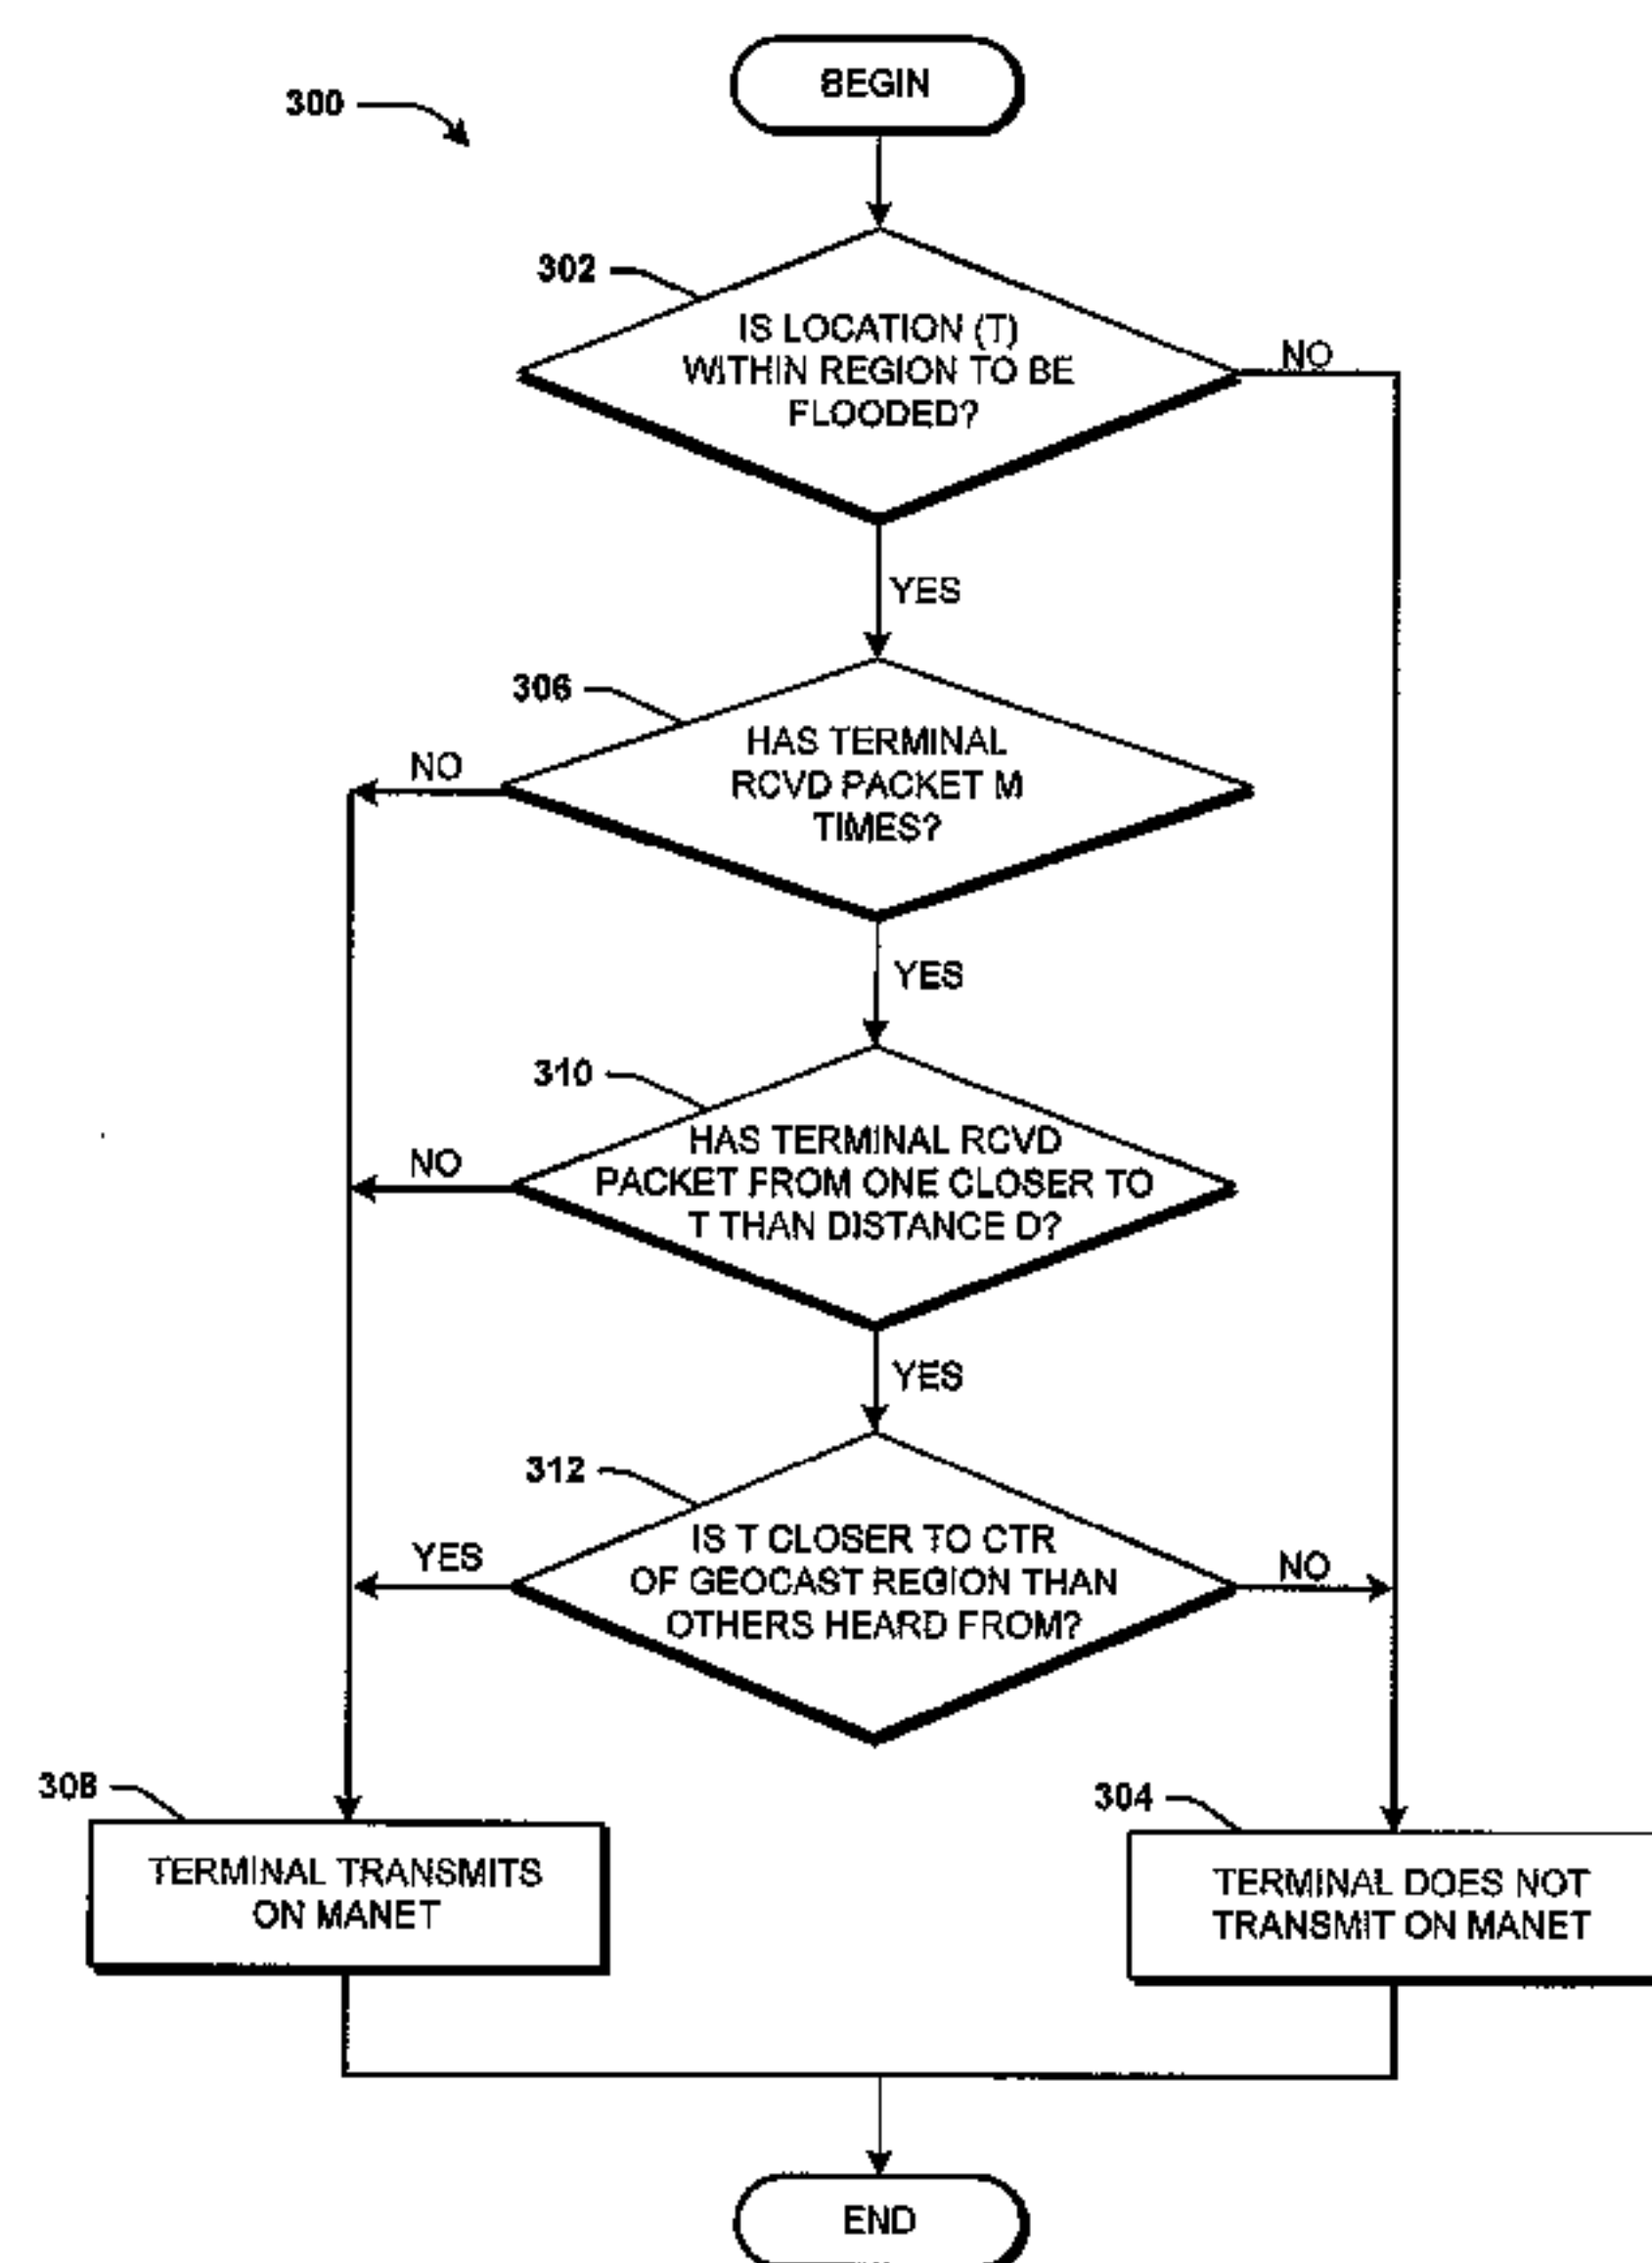 BEGIN
300
302
IS LOCATION (T)
WITHIN REGION TO BE
FLOODED?
NO
YES
306
HAS TERMINAL
RCVD PACKET M
TIMES?
NO
YES
310
HAS TERMINAL RCVD
PACKET FROM ONE CLOSER TO
T THAN DISTANCE D?
NO
YES
312
IS T CLOSER TO CTR
OF GEOCAST REGION THAN
OTHERS HEARD FROM?
YES
NO
308
TERMINAL TRANSMITS
ON MANET
304
TERMINAL DOES NOT
TRANSMIT ON MANET
END